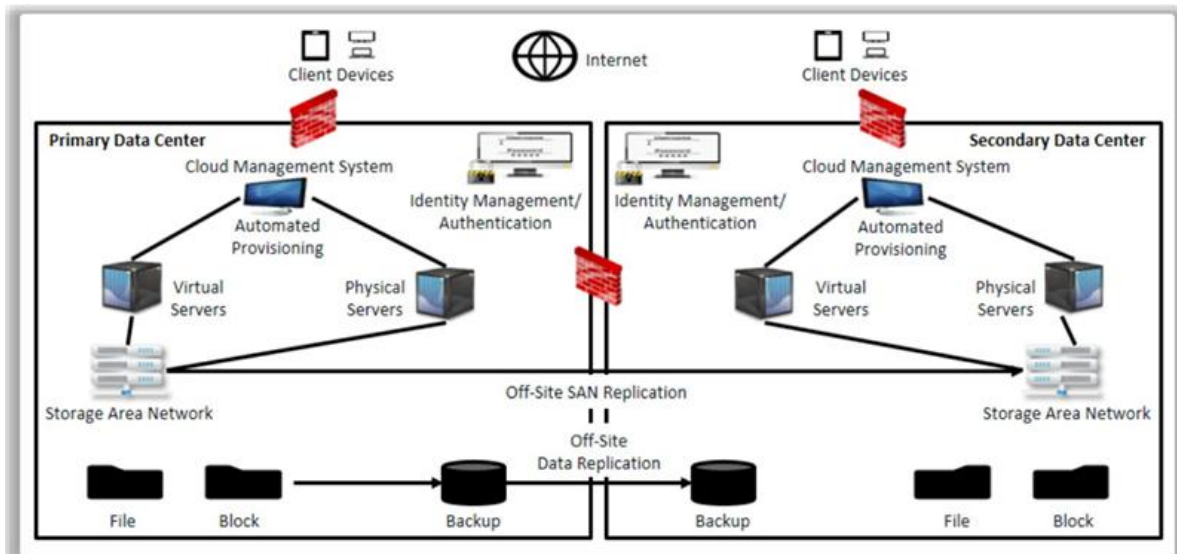 Client Devices
Internet
Client Devices
Primary Data Center
Secondary Data Center
Cloud Management System
Identity Management/
Authentication
Automated
Provisioning
Virtual
Servers
Physical
Servers
Storage Area Network
Identity Management/
Authentication
Cloud Management System
Automated
Provisioning
Virtual
Servers
Physical
Servers
Storage Area Network
Off-Site SAN Replication
Off-Site
Data Replication
File
Block
Backup
Backup
File
Block